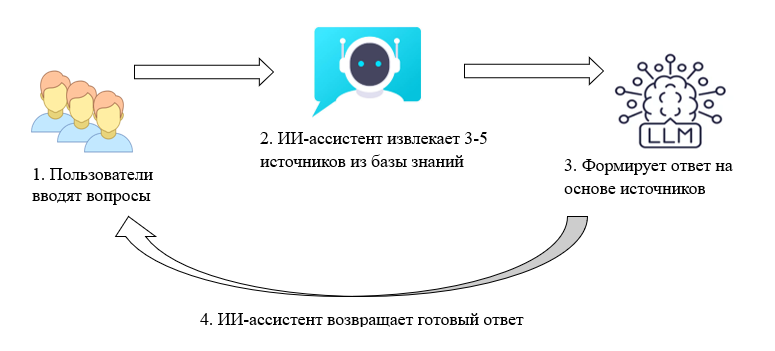 1. Пользователи
вводят вопросы
2. ИИ-ассистент извлекает 3-5
источников из базы знаний
LLM
3. Формирует ответ на
основе источников
4. ИИ-ассистент возвращает готовый ответ